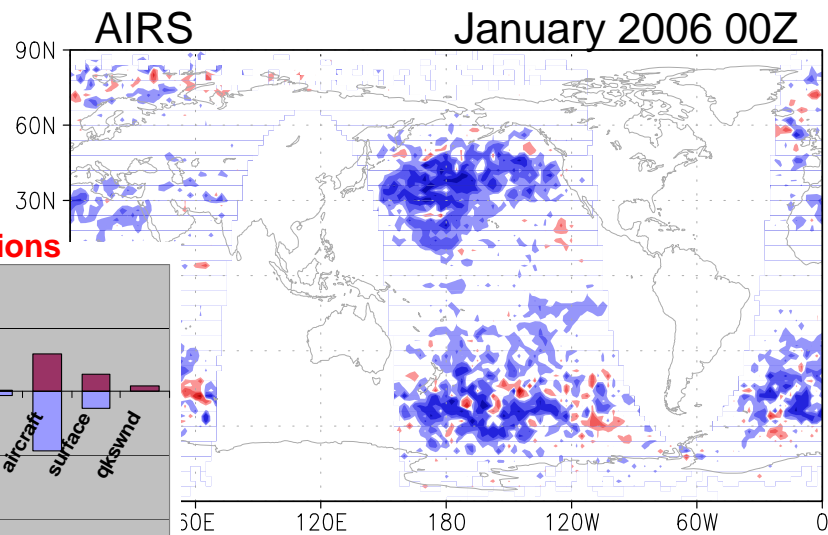 AIRS January 2006 00Z
90N
60N
30N
ions
aircraft surface qkswnd
60E 120E 180 120W 60W 0